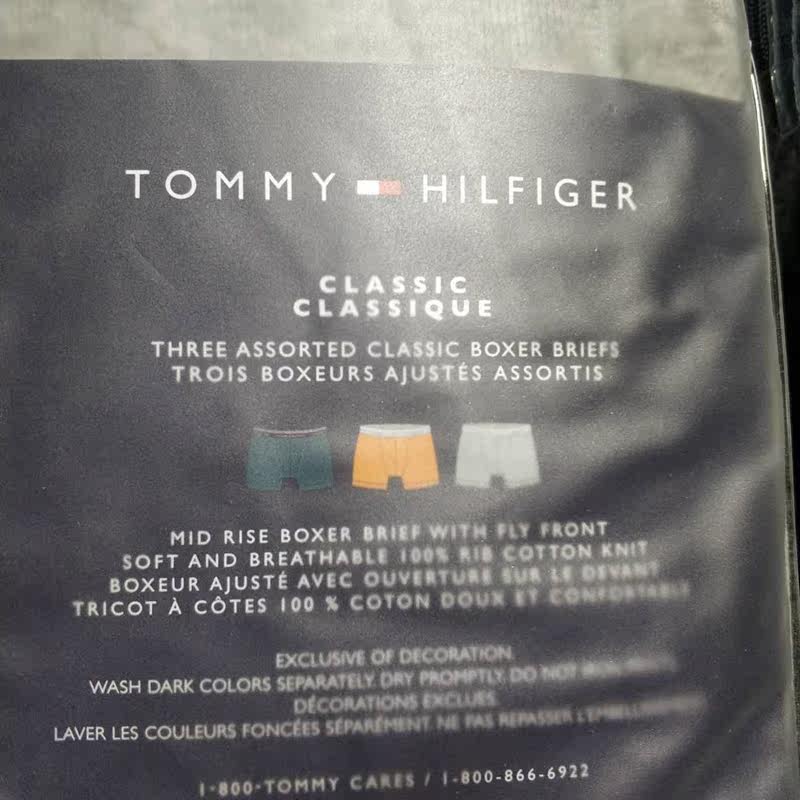 TOMMY HILFIGER
CLASSIC
CLASSIQUE
THREE ASSORTED CLASSIC BOXER BRIEFS
TROIS BOXEURS AJUSTÉS ASSORTIS
MID RISE BOXER BRIEF WITH FLY FRONT
SOFT AND BREATHABLE 100% RIB COTTON KNIT
BOXEUR AJUSTÉ AVEC OUVERTURE SUR LE DEVANT
TRICOT À CÔTES 100 % COTON DOUX ET CONFORTABLE
EXCLUSIVE OF DECORATION.
WASH DARK COLORS SEPARATELY. DRY PROMPTLY. DO NOT
DÉCORATIONS EXCLUES.
LAVER LES COULEURS FONCÉES SÉPARÉMENT. NE PAS REPASSER
1-800-TOMMY CARES / 1-800-866-6922